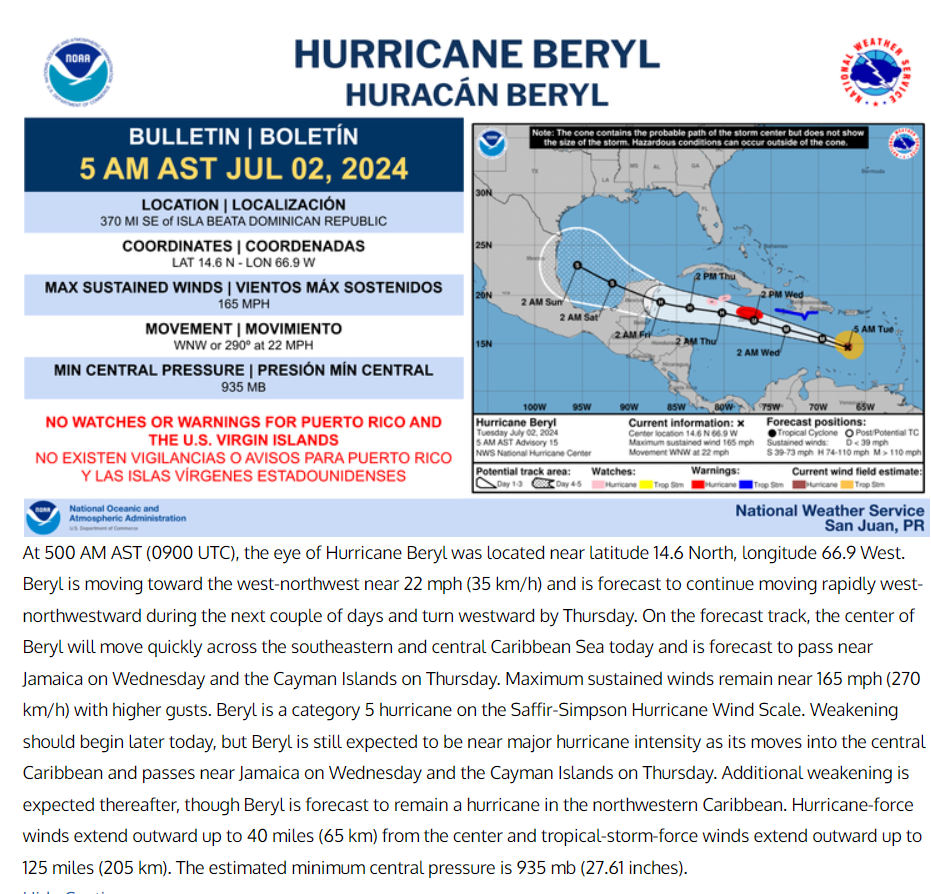 HURRICANE BERYL
HURACÁN BERYL
NOAA
NATIONAL WEATHER SERVICE
BULLETIN | BOLETÍN
5 AM AST JUL 02, 2024
LOCATION | LOCALIZACIÓN
370 MI SE of ISLA BEATA DOMINICAN REPUBLIC
COORDINATES | COORDENADAS
LAT 14.6 N - LON 66.9 W
MAX SUSTAINED WINDS | VIENTOS MÁX SOSTENIDOS
165 MPH
MOVEMENT | MOVIMIENTO
WNW or 290º at 22 MPH
MIN CENTRAL PRESSURE | PRESIÓN MÍN CENTRAL
935 MB
NO WATCHES OR WARNINGS FOR PUERTO RICO AND
THE U.S. VIRGIN ISLANDS
NO EXISTEN VIGILANCIAS O AVISOS PARA PUERTO RICO
Y LAS ISLAS VÍRGENES ESTADOUNIDENSES
Note: The cone contains the probable path of the storm center but does not show
the size of the storm. Hazardous conditions can occur outside of the cone.
TX
LA
MS
AL
GA
SC
FL
Bermuda
30N
25N
20N
15N
Mexico
Bahamas
2 PM Thu
2 PM Wed
2 AM Sun
2 AM Sat
2 AM Fri
2 AM Thu
2 AM Wed
5 AM Tue
100W 95W 90W 85W 80W 75W 70W 65W
Hurricane Beryl
Tuesday July 02, 2024
5 AM AST Advisory 15
NWS National Hurricane Center
Current information: x
Center location 14.6 N 66.9 W
Maximum sustained wind 165 mph
Movement WNW at 22 mph
Forecast positions:
Tropical Cyclone Post/Potential TC
Sustained winds: D < 39 mph
S 39-73 mph H 74-110 mph M > 110 mph
Potential track area:
Day 1-3 Day 4-5
Watches:
Hurricane Trop Stm
Warnings:
Hurricane Trop Stm
Current wind field estimate:
Hurricane Trop Stm
NOAA
National Oceanic and
Atmospheric Administration
U.S. Department of Commerce
National Weather Service
San Juan, PR
At 500 AM AST (0900 UTC), the eye of Hurricane Beryl was located near latitude 14.6 North, longitude 66.9 West.
Beryl is moving toward the west-northwest near 22 mph (35 km/h) and is forecast to continue moving rapidly west-
northwestward during the next couple of days and turn westward by Thursday. On the forecast track, the center of
Beryl will move quickly across the southeastern and central Caribbean Sea today and is forecast to pass near
Jamaica on Wednesday and the Cayman Islands on Thursday. Maximum sustained winds remain near 165 mph (270
km/h) with higher gusts. Beryl is a category 5 hurricane on the Saffir-Simpson Hurricane Wind Scale. Weakening
should begin later today, but Beryl is still expected to be near major hurricane intensity as its moves into the central
Caribbean and passes near Jamaica on Wednesday and the Cayman Islands on Thursday. Additional weakening is
expected thereafter, though Beryl is forecast to remain a hurricane in the northwestern Caribbean. Hurricane-force
winds extend outward up to 40 miles (65 km) from the center and tropical-storm-force winds extend outward up to
125 miles (205 km). The estimated minimum central pressure is 935 mb (27.61 inches).